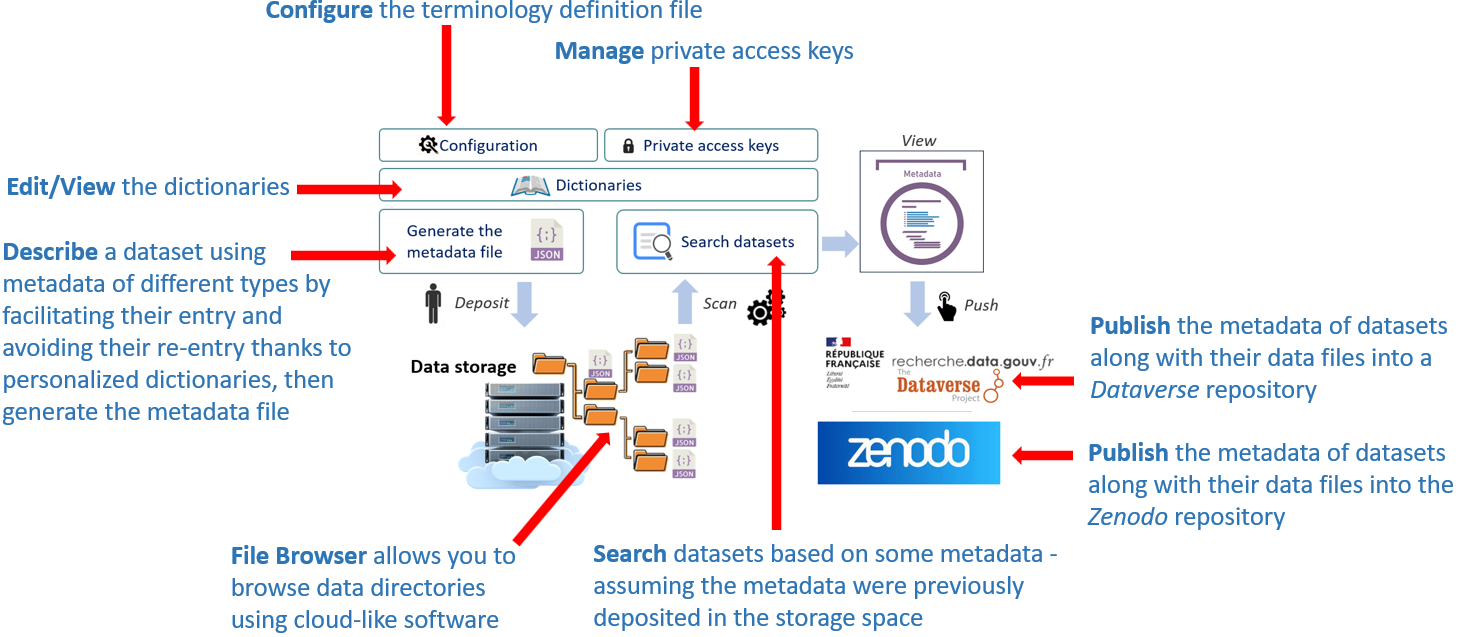 Configure the terminology definition file
Manage private access keys
Configuration
Private access keys
View
Metadata
Edit/View the dictionaries
Dictionaries
Describe a dataset using
metadata of different types by
facilitating their entry and
avoiding their re-entry thanks to
personalized dictionaries, then
generate the metadata file
Generate the
metadata file
{;}
JSON
Search datasets
Deposit
Scan
Push
Data storage
{;}
JSON
{;}
JSON
{;}
JSON
{;}
JSON
{;}
JSON
RÉPUBLIQUE
FRANÇAISE
Liberté
Égalité
Fraternité
recherche.data.gouv.fr
The
Dataverse
Project
zenodo
Publish the metadata of datasets
along with their data files into a
Dataverse repository
Publish the metadata of datasets
along with their data files into the
Zenodo repository
File Browser allows you to
browse data directories
using cloud-like software
Search datasets based on some metadata -
assuming the metadata were previously
deposited in the storage space